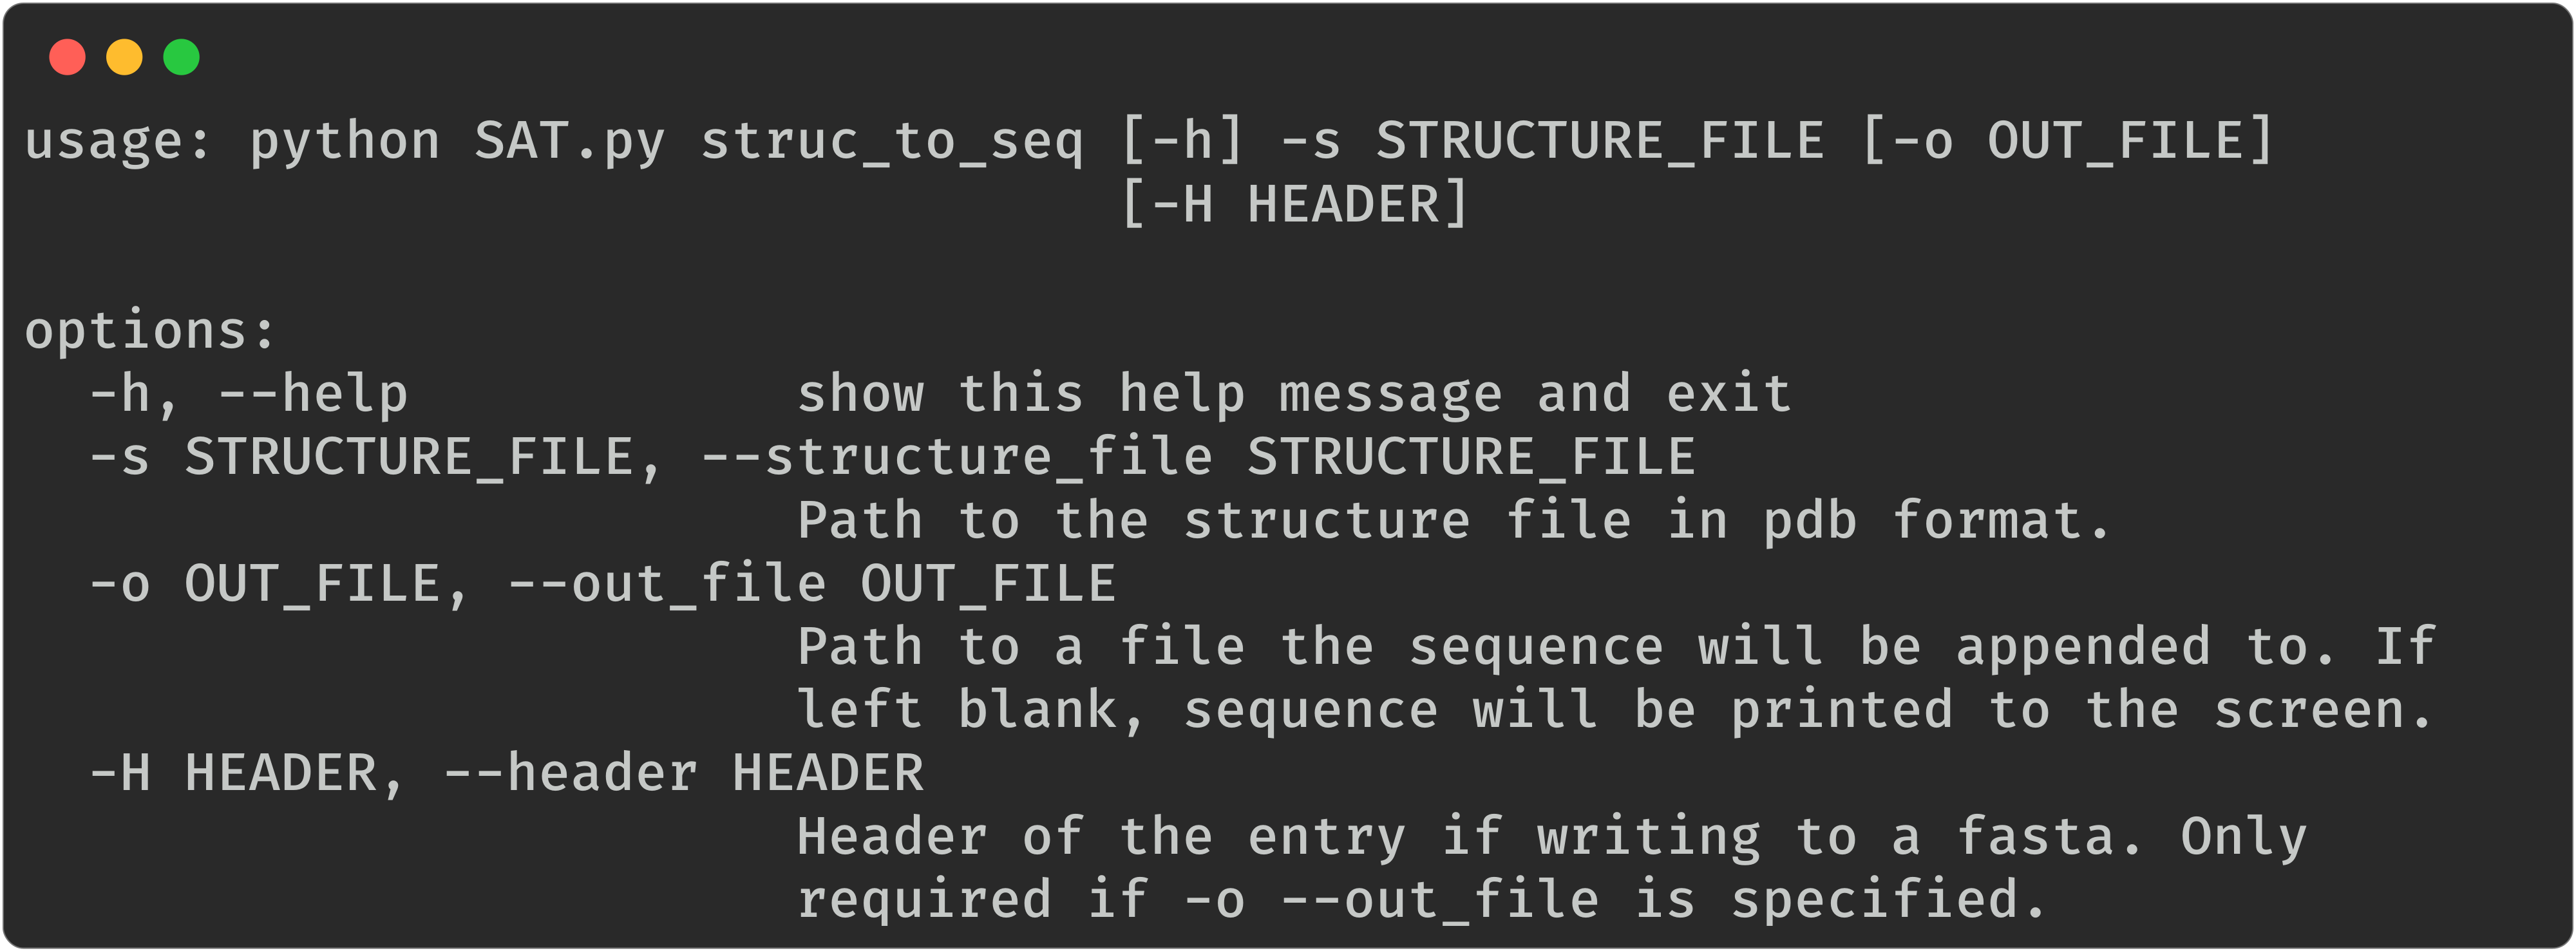 usage: python SAT.py struc_to_seq [-h] -s STRUCTURE_FILE [-o OUT_FILE]
[-H HEADER]
options:
-h, --help show this help message and exit
-s STRUCTURE_FILE, --structure_file STRUCTURE_FILE
Path to the structure file in pdb format.
-o OUT_FILE, --out_file OUT_FILE
Path to a file the sequence will be appended to. If
left blank, sequence will be printed to the screen.
-H HEADER, --header HEADER
Header of the entry if writing to a fasta. Only
required if -o --out_file is specified.